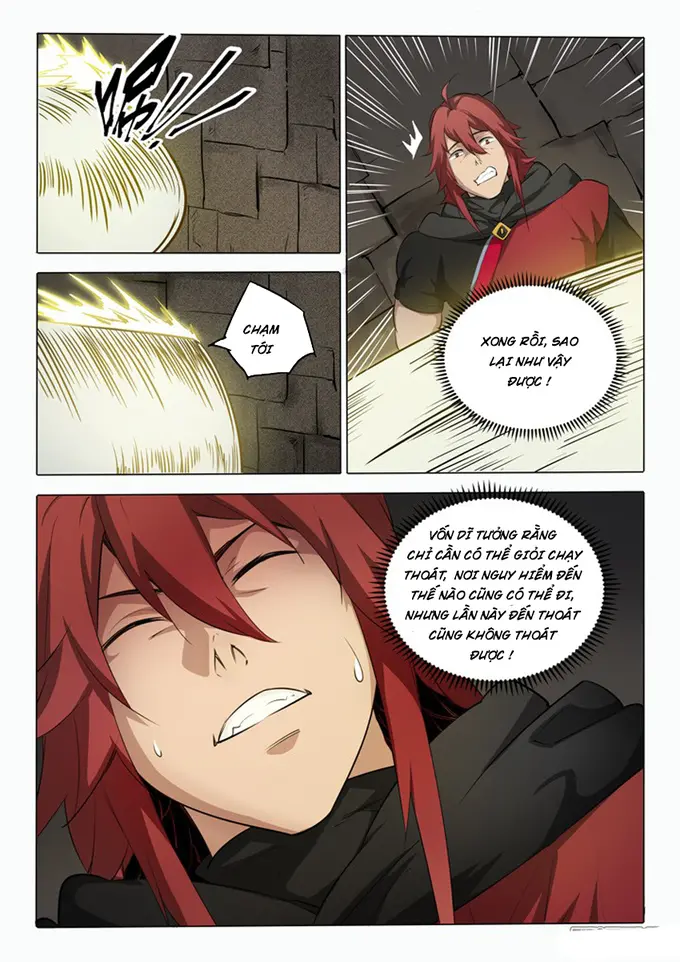 CHẠM
TỚI
XONG RỒI, SAO
LẠI NHƯ VẬY
ĐƯỢC !
VỐN DĨ TƯỞNG RẰNG
CHỈ CẦN CÓ THỂ GIỎI CHẠY
THOÁT, NƠI NGUY HIỂM ĐẾN
THẾ NÀO CŨNG CÓ THỂ ĐI,
NHƯNG LẦN NÀY ĐẾN THOÁT
CŨNG KHÔNG THOÁT
ĐƯỢC !